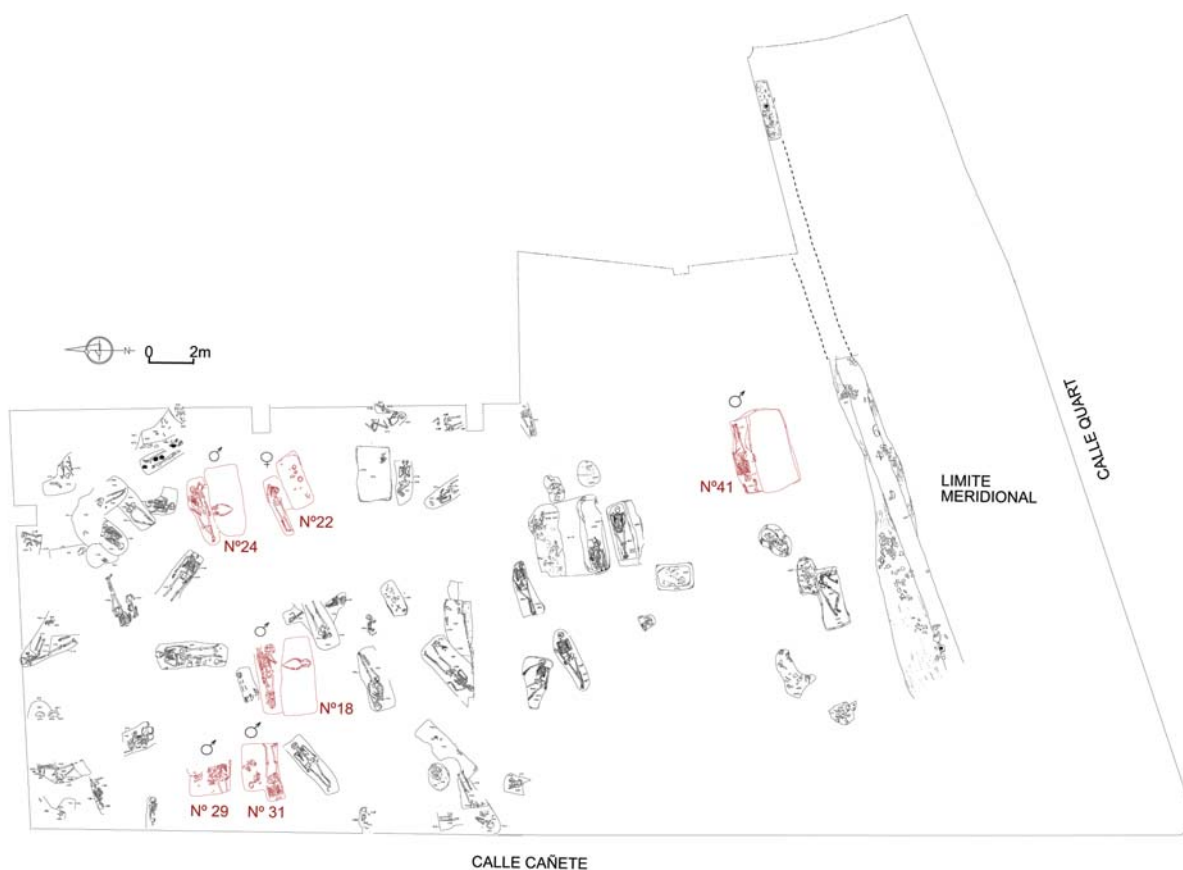 CALLE QUART
N
0 2m
Nº41
LIMITE
MERIDIONAL
Nº22
Nº24
Nº18
Nº 29
Nº 31
CALLE CAÑETE